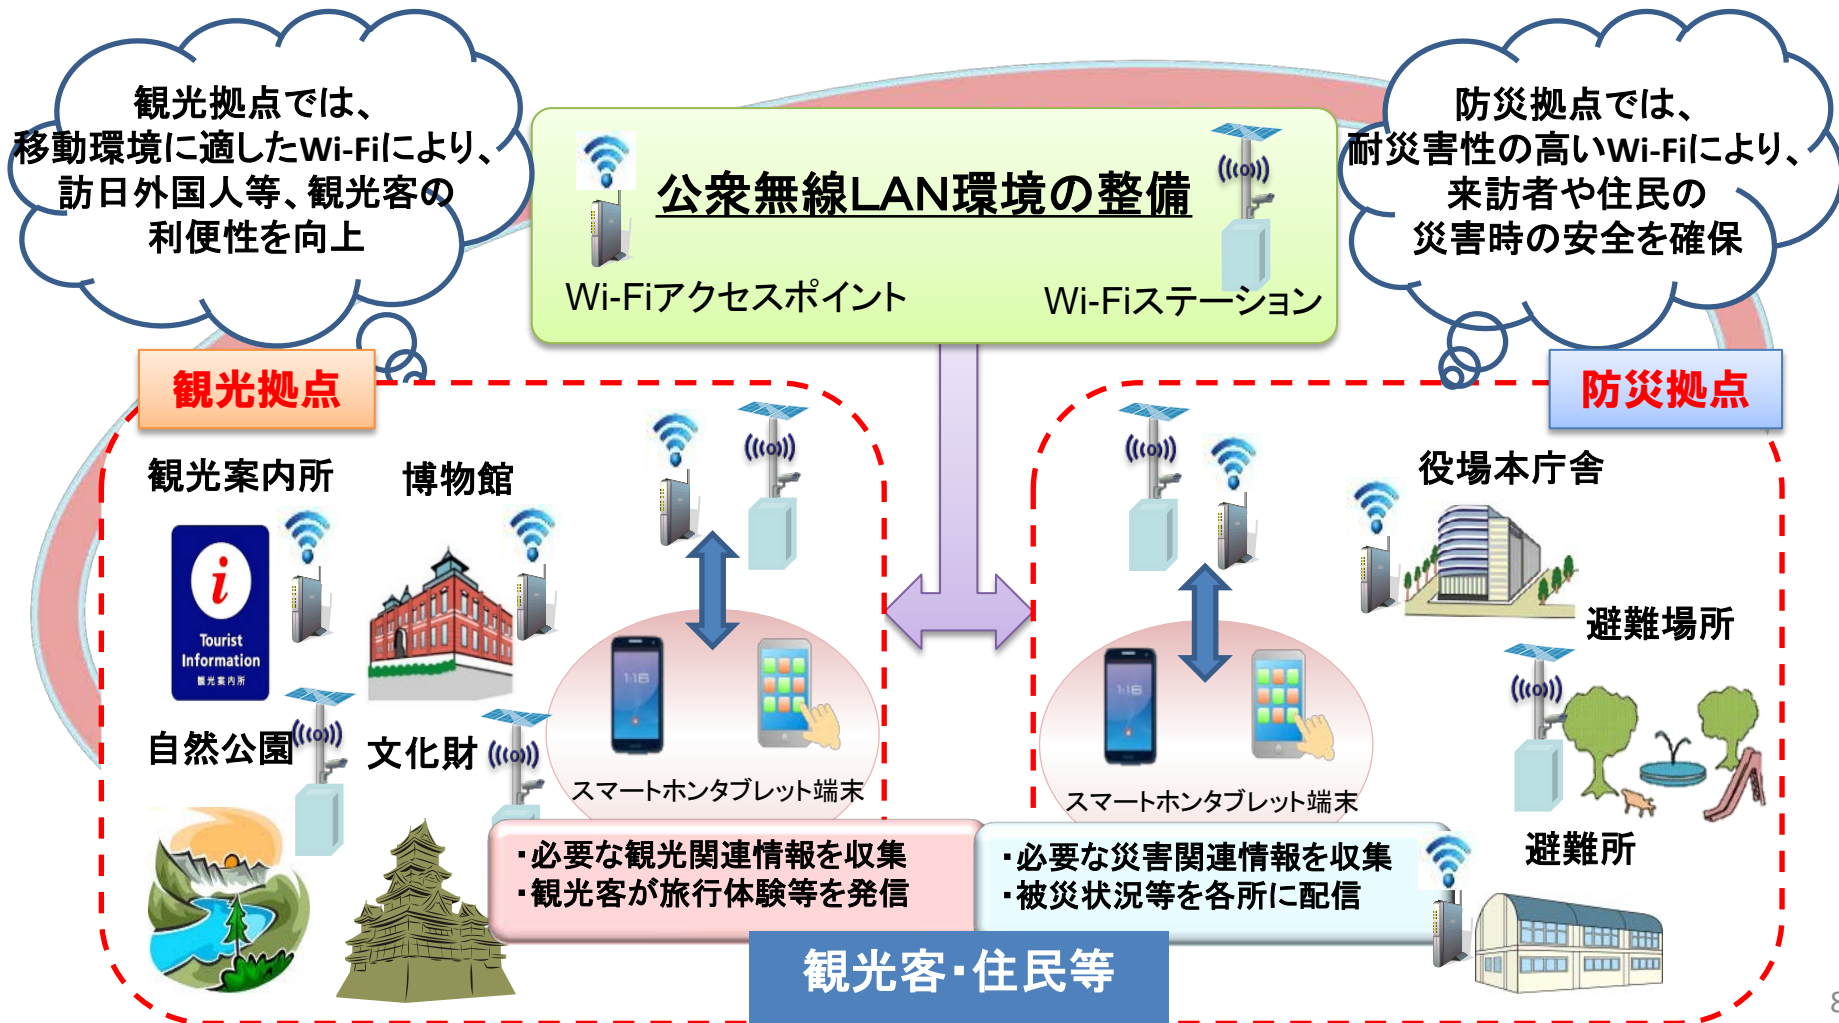 観光拠点では、
移動環境に適したWi-Fiにより、
訪日外国人等、観光客の
利便性を向上
公衆無線LAN環境の整備
Wi-Fiアクセスポイント
Wi-Fiステーション
防災拠点では、
耐災害性の高いWi-Fiにより、
来訪者や住民の
災害時の安全を確保
観光拠点
観光案内所
博物館
i
Tourist
Information
観光案内所
自然公園
文化財
1:16
スマートホンタブレット端末
・必要な観光関連情報を収集
・観光客が旅行体験等を発信
防災拠点
役場本庁舎
避難場所
避難所
1:16
スマートホンタブレット端末
・必要な災害関連情報を収集
・被災状況等を各所に配信
観光客・住民等
8